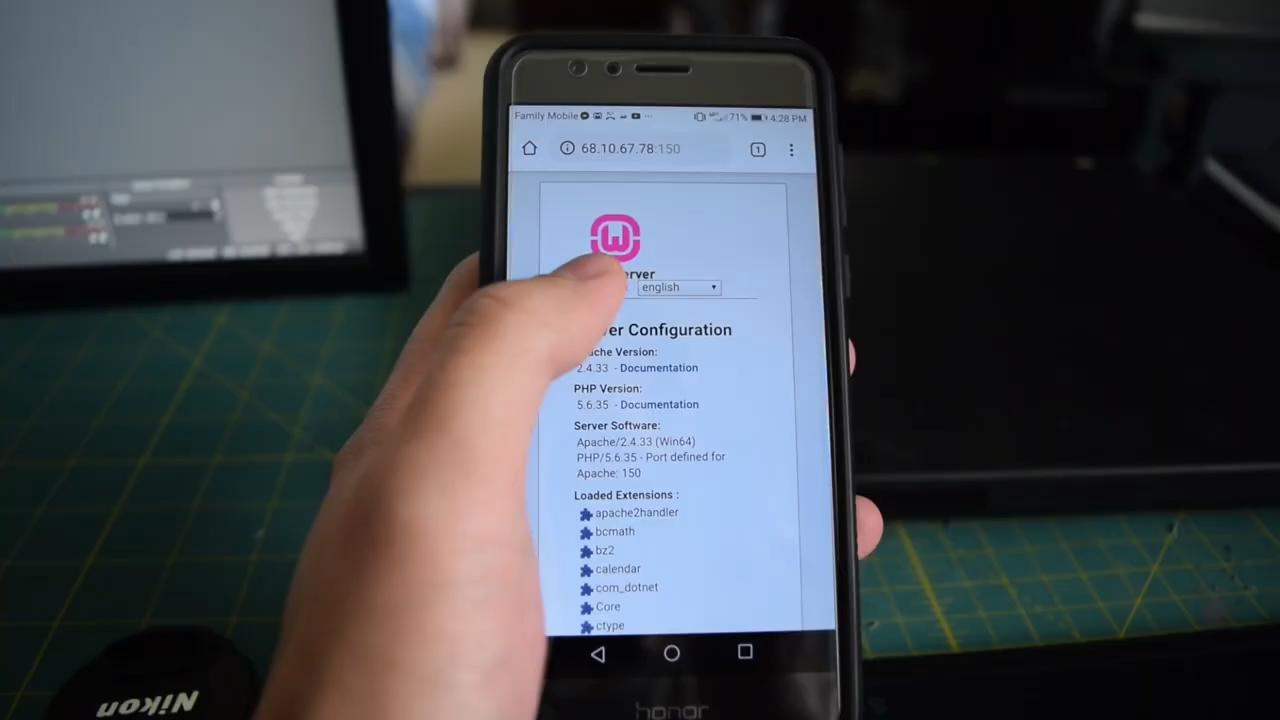 Family Mobile
71% 4:28 PM
68.10.67.78:150
1
W
erver
english
er Configuration
ache Version:
2.4.33 - Documentation
PHP Version:
5.6.35 - Documentation
Server Software:
Apache/2.4.33 (Win64)
PHP/5.6.35 - Port defined for
Apache: 150
Loaded Extensions :
apache2handler
bcmath
bz2
calendar
com_dotnet
Core
ctype
honor
Nikon